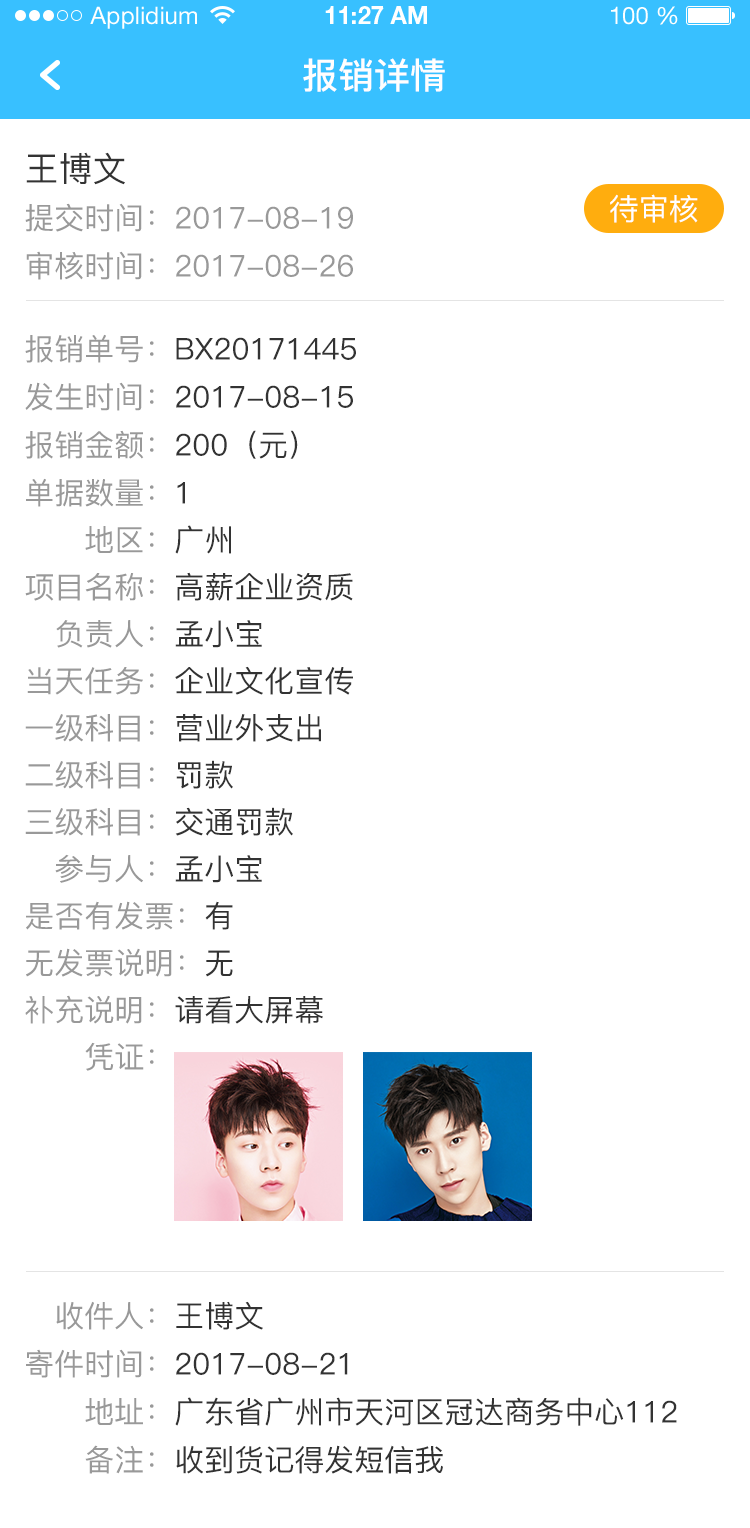 Applidium 11:27 AM 100 %
报销详情
王博文
提交时间：2017-08-19
待审核
审核时间：2017-08-26
报销单号：BX20171445
发生时间：2017-08-15
报销金额：200（元）
单据数量：1
地区：广州
项目名称：高薪企业资质
负责人：孟小宝
当天任务：企业文化宣传
一级科目：营业外支出
二级科目：罚款
三级科目：交通罚款
参与人：孟小宝
是否有发票：有
无发票说明：无
补充说明：请看大屏幕
凭证：
收件人：王博文
寄件时间：2017-08-21
地址：广东省广州市天河区冠达商务中心112
备注：收到货记得发短信我